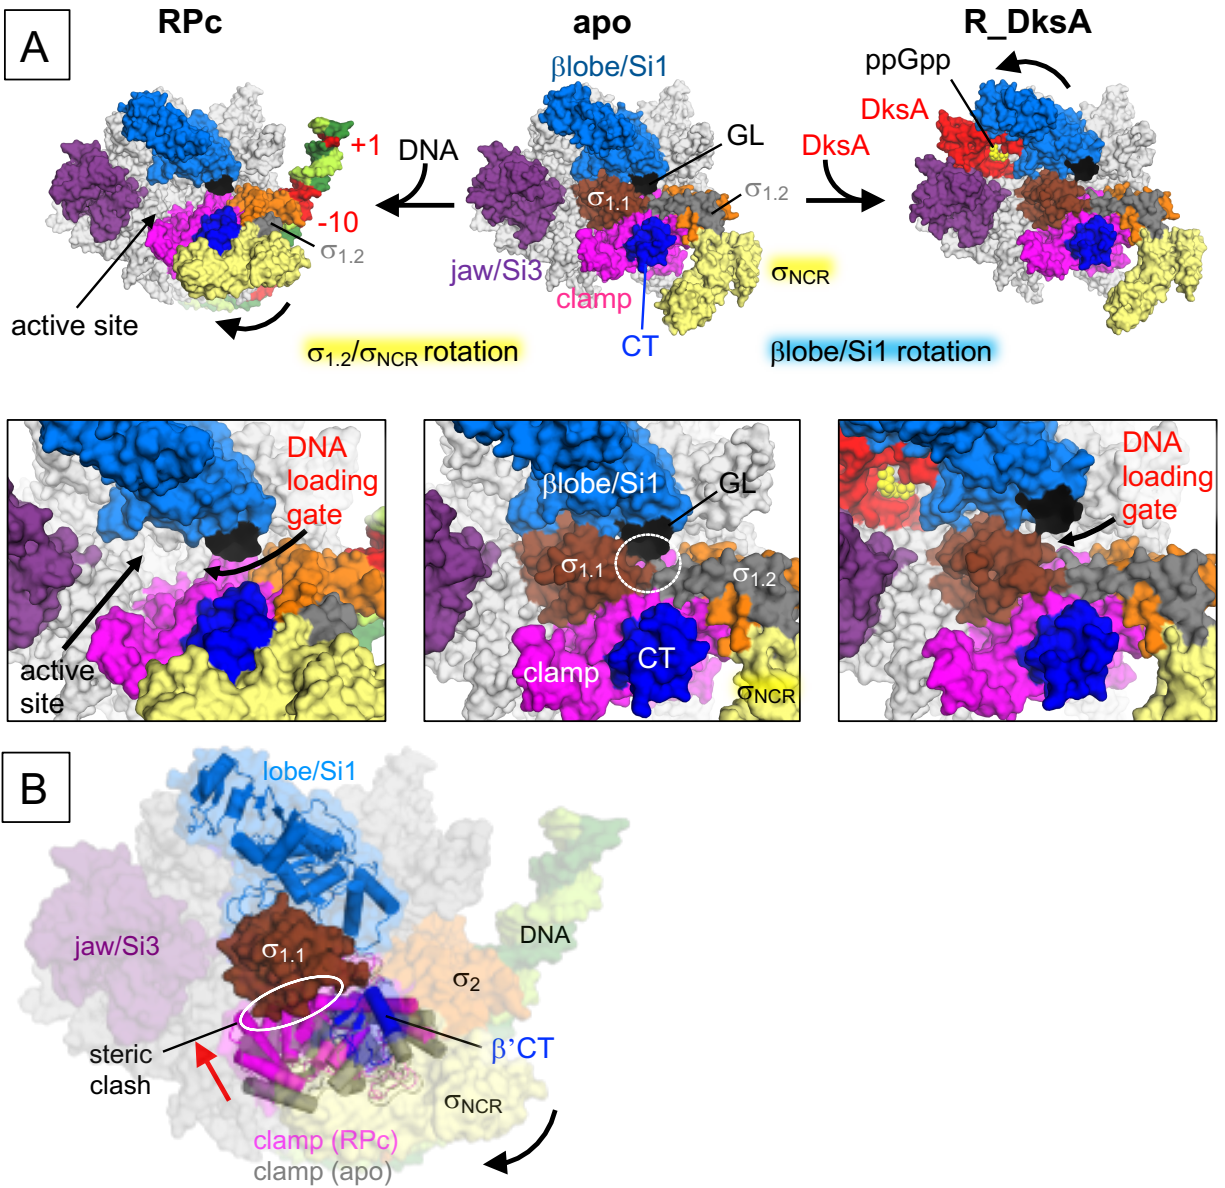 A
RPc
apo
R_DksA
βlobe/Si1
ppGpp
DksA
GL
+1
DNA
DksA
σ1.1
σ1.2
-10
σ1.2
jaw/Si3
clamp
σNCR
active site
CT
σ1.2/σNCR rotation
βlobe/Si1 rotation
DNA
loading
gate
active
site
βlobe/Si1
GL
σ1.1
σ1.2
clamp
CT
σNCR
DNA
loading
gate
B
lobe/Si1
jaw/Si3
σ1.1
DNA
σ2
steric
clash
β’CT
σNCR
clamp (RPc)
clamp (apo)